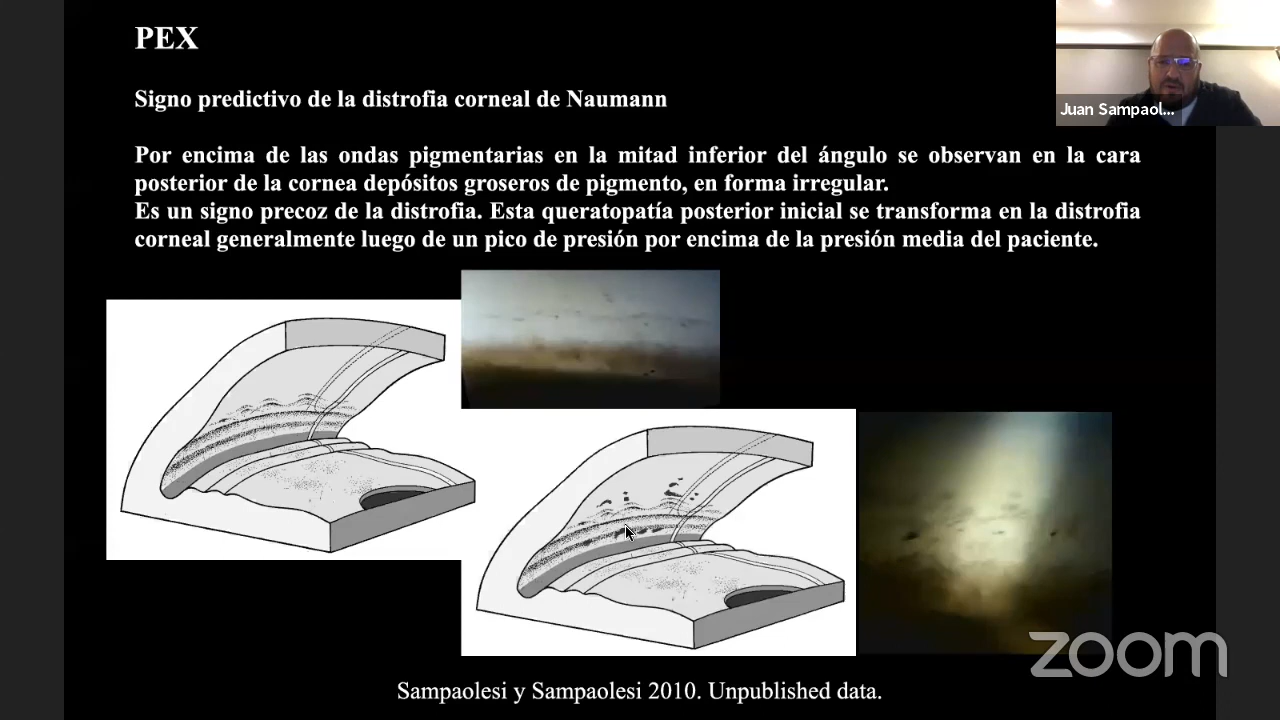 PEX
Juan Sampaol...
Signo predictivo de la distrofia corneal de Naumann
Por encima de las ondas pigmentarias en la mitad inferior del ángulo se observan en la cara
posterior de la cornea depósitos groseros de pigmento, en forma irregular.
Es un signo precoz de la distrofia. Esta queratopatía posterior inicial se transforma en la distrofia
corneal generalmente luego de un pico de presión por encima de la presión media del paciente.
zoom
Sampaolesi y Sampaolesi 2010. Unpublished data.